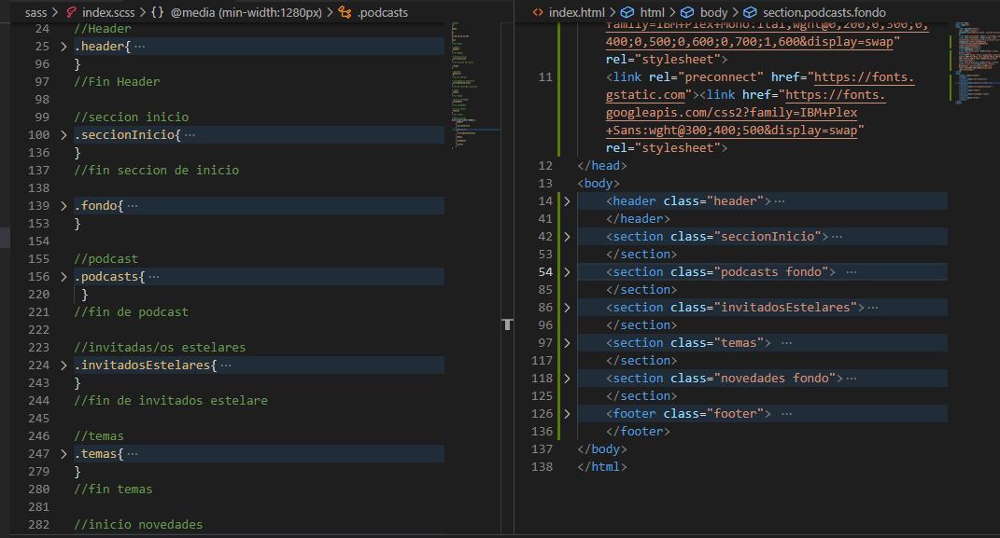 sass > index.scss > {} @media (min-width:1280px) > .podcasts
24 //Header
25 > .header{ ⋯
96 }
97 //Fin Header
98
99 //seccion inicio
100 > .seccionInicio{ ⋯
136 }
137 //fin seccion de inicio
138
139 > .fondo{ ⋯
153 }
154
155 //podcast
156 > .podcasts{ ⋯
220 }
221 //fin de podcast
222
223 //invitadas/os estelares
224 > .invitadosEstelares{ ⋯
243 }
244 //fin de invitados estelare
245
246 //temas
247 > .temas{ ⋯
279 }
280 //fin temas
281
282 //inicio novedades
index.html > html > body > section.podcasts.fondo
family=IBM+Plex+Mono:ital,wght@0,200;0,300;0,
400;0,500;0,600;0,700;1,600&display=swap"
rel="stylesheet">
11 <link rel="preconnect" href="https://fonts.
gstatic.com"><link href="https://fonts.
googleapis.com/css2?family=IBM+Plex
+Sans:wght@300;400;500&display=swap"
rel="stylesheet">
12 </head>
13 <body>
14 > <header class="header"> ⋯
41 </header>
42 > <section class="seccionInicio"> ⋯
53 </section>
54 > <section class="podcasts fondo"> ⋯
85 </section>
86 > <section class="invitadosEstelares"> ⋯
96 </section>
97 > <section class="temas"> ⋯
117 </section>
118 > <section class="novedades fondo"> ⋯
125 </section>
126 > <footer class="footer"> ⋯
136 </footer>
137 </body>
138 </html>